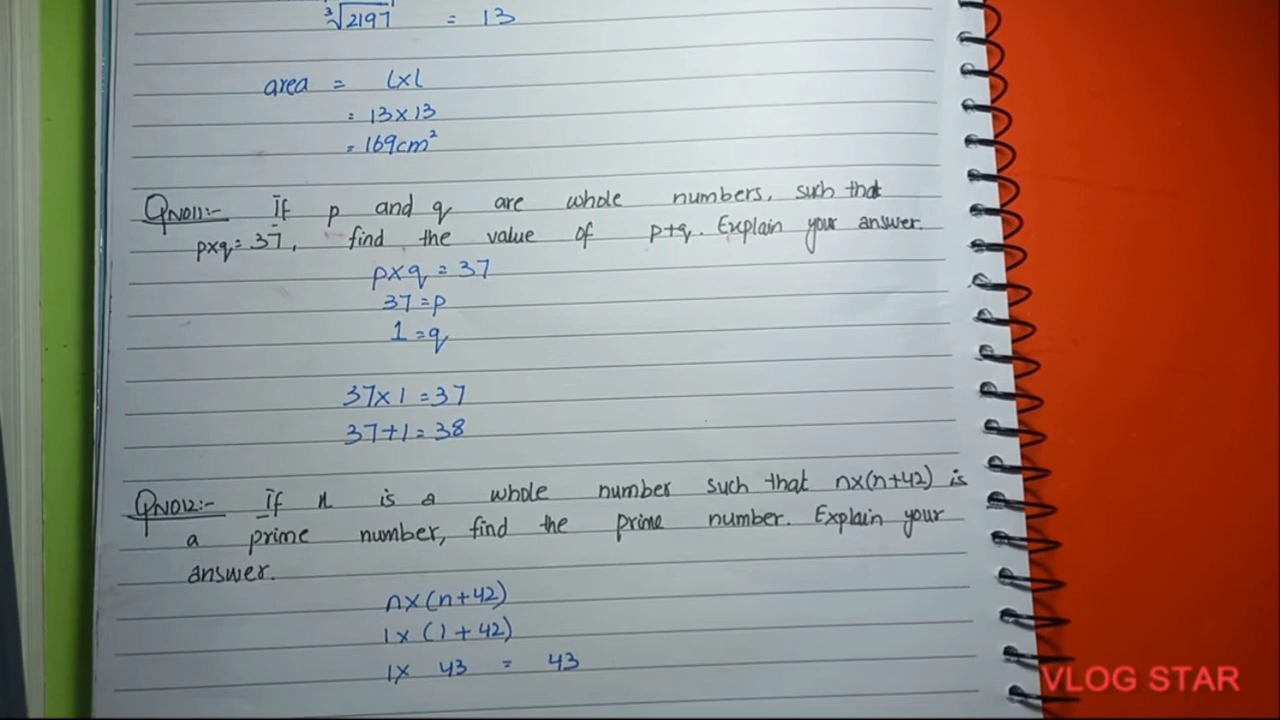 ∛2197 = 13
area = l×l
= 13×13
= 169cm²
QNO11:- If p and q are whole numbers, such that
p×q = 37, find the value of p+q. Explain your answer.
p×q = 37
37 = p
1 = q
37×1 = 37
37+1 = 38
QNO12:- If n is a whole number such that n×(n+42) is
a prime number, find the prime number. Explain your
answer.
n×(n+42)
1×(1+42)
1× 43 = 43
VLOG STAR